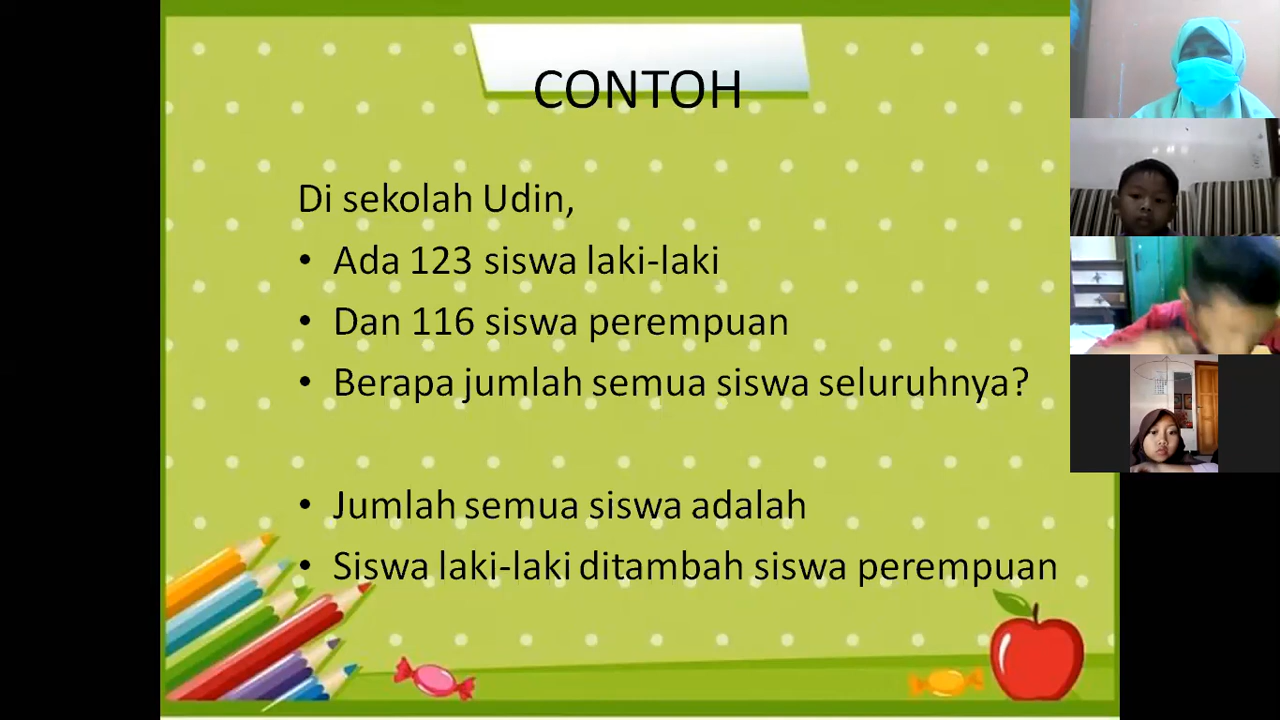 CONTOH
Di sekolah Udin,
• Ada 123 siswa laki-laki
• Dan 116 siswa perempuan
• Berapa jumlah semua siswa seluruhnya?
• Jumlah semua siswa adalah
• Siswa laki-laki ditambah siswa perempuan